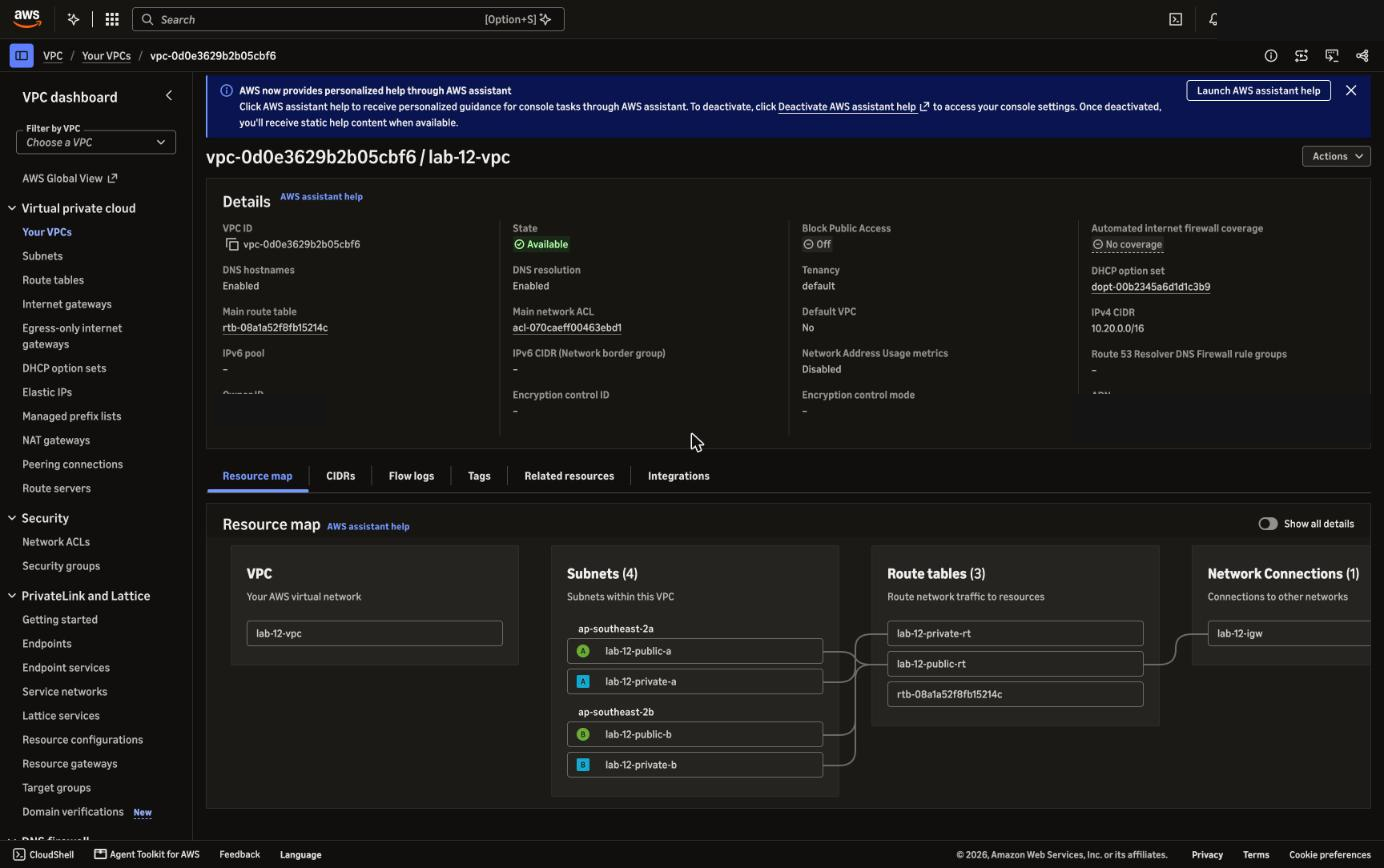 aws
Search [Option+S]
VPC / Your VPCs / vpc-0d0e3629b2b05cbf6
VPC dashboard
Filter by VPC
Choose a VPC
AWS Global View
Virtual private cloud
Your VPCs
Subnets
Route tables
Internet gateways
Egress-only internet
gateways
DHCP option sets
Elastic IPs
Managed prefix lists
NAT gateways
Peering connections
Route servers
Security
Network ACLs
Security groups
PrivateLink and Lattice
Getting started
Endpoints
Endpoint services
Service networks
Lattice services
Resource configurations
Resource gateways
Target groups
Domain verifications New
AWS now provides personalized help through AWS assistant
Click AWS assistant help to receive personalized guidance for console tasks through AWS assistant. To deactivate, click Deactivate AWS assistant help to access your console settings. Once deactivated,
you'll receive static help content when available.
Launch AWS assistant help
vpc-0d0e3629b2b05cbf6 / lab-12-vpc
Actions
Details AWS assistant help
VPC ID
vpc-0d0e3629b2b05cbf6
DNS hostnames
Enabled
Main route table
rtb-08a1a52f8fb15214c
IPv6 pool
–
State
Available
DNS resolution
Enabled
Main network ACL
acl-070caeff00463ebd1
IPv6 CIDR (Network border group)
–
Encryption control ID
–
Block Public Access
Off
Tenancy
default
Default VPC
No
Network Address Usage metrics
Disabled
Encryption control mode
–
Automated internet firewall coverage
No coverage
DHCP option set
dopt-00b2345a6d1d1c3b9
IPv4 CIDR
10.20.0.0/16
Route 53 Resolver DNS Firewall rule groups
–
Resource map
CIDRs
Flow logs
Tags
Related resources
Integrations
Resource map AWS assistant help
Show all details
VPC
Your AWS virtual network
lab-12-vpc
Subnets (4)
Subnets within this VPC
ap-southeast-2a
A lab-12-public-a
A lab-12-private-a
ap-southeast-2b
B lab-12-public-b
B lab-12-private-b
Route tables (3)
Route network traffic to resources
lab-12-private-rt
lab-12-public-rt
rtb-08a1a52f8fb15214c
Network Connections (1)
Connections to other networks
lab-12-igw
CloudShell
Agent Toolkit for AWS
Feedback
Language
© 2026, Amazon Web Services, Inc. or its affiliates.
Privacy
Terms
Cookie preferences